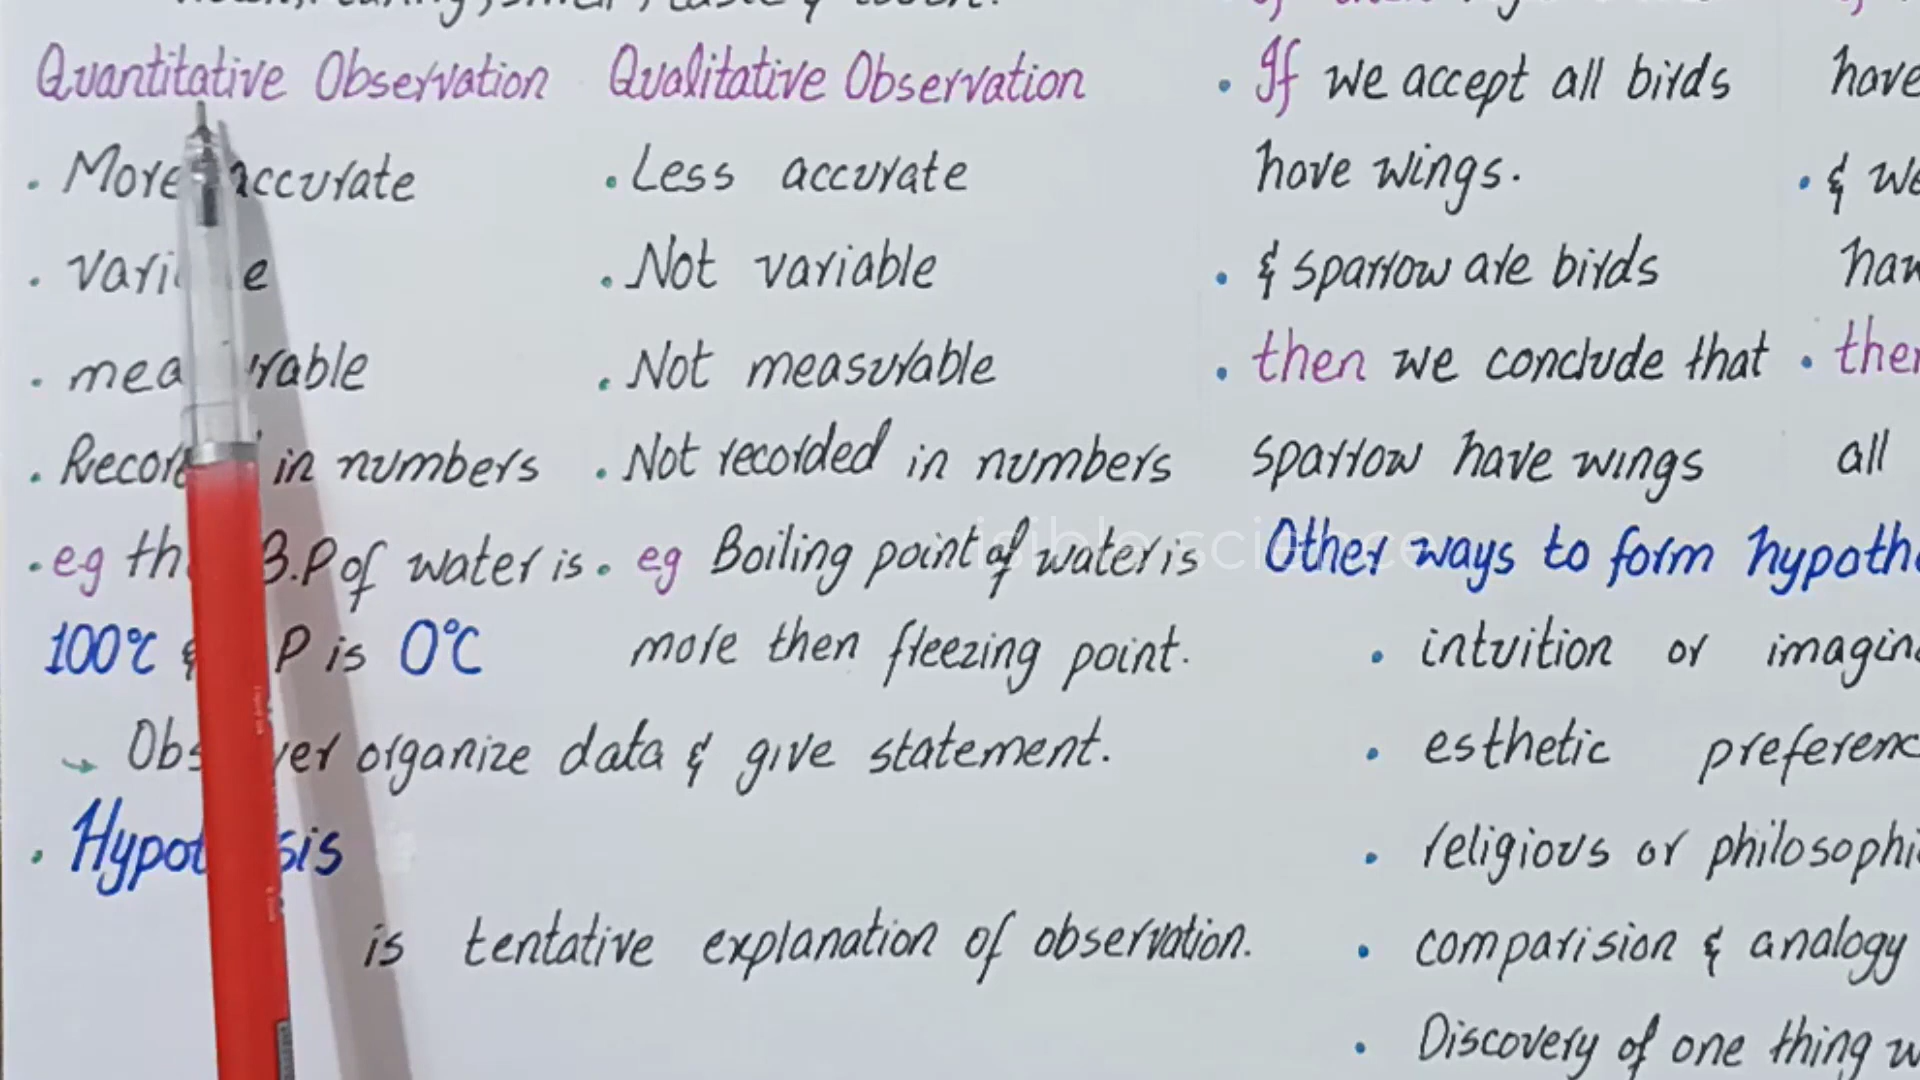 Quantitative Observation
. More accurate
. 
. 
. in numbers
. eg B.P of water is
100°C P is 0°C
→ organize data & give statement.
. 
is tentative explanation of observation.
Qualitative Observation
. Less accurate
. Not variable
. Not measurable
. Not recorded in numbers
. eg Boiling point of water is
more then freezing point.
. If we accept all birds
have wings.
. & sparrow are birds
. then we conclude that
sparrow have wings
Other ways to form
. intuition or
. esthetic
. religious or
. comparision & analogy
. Discovery of one thing
have
. & we
all